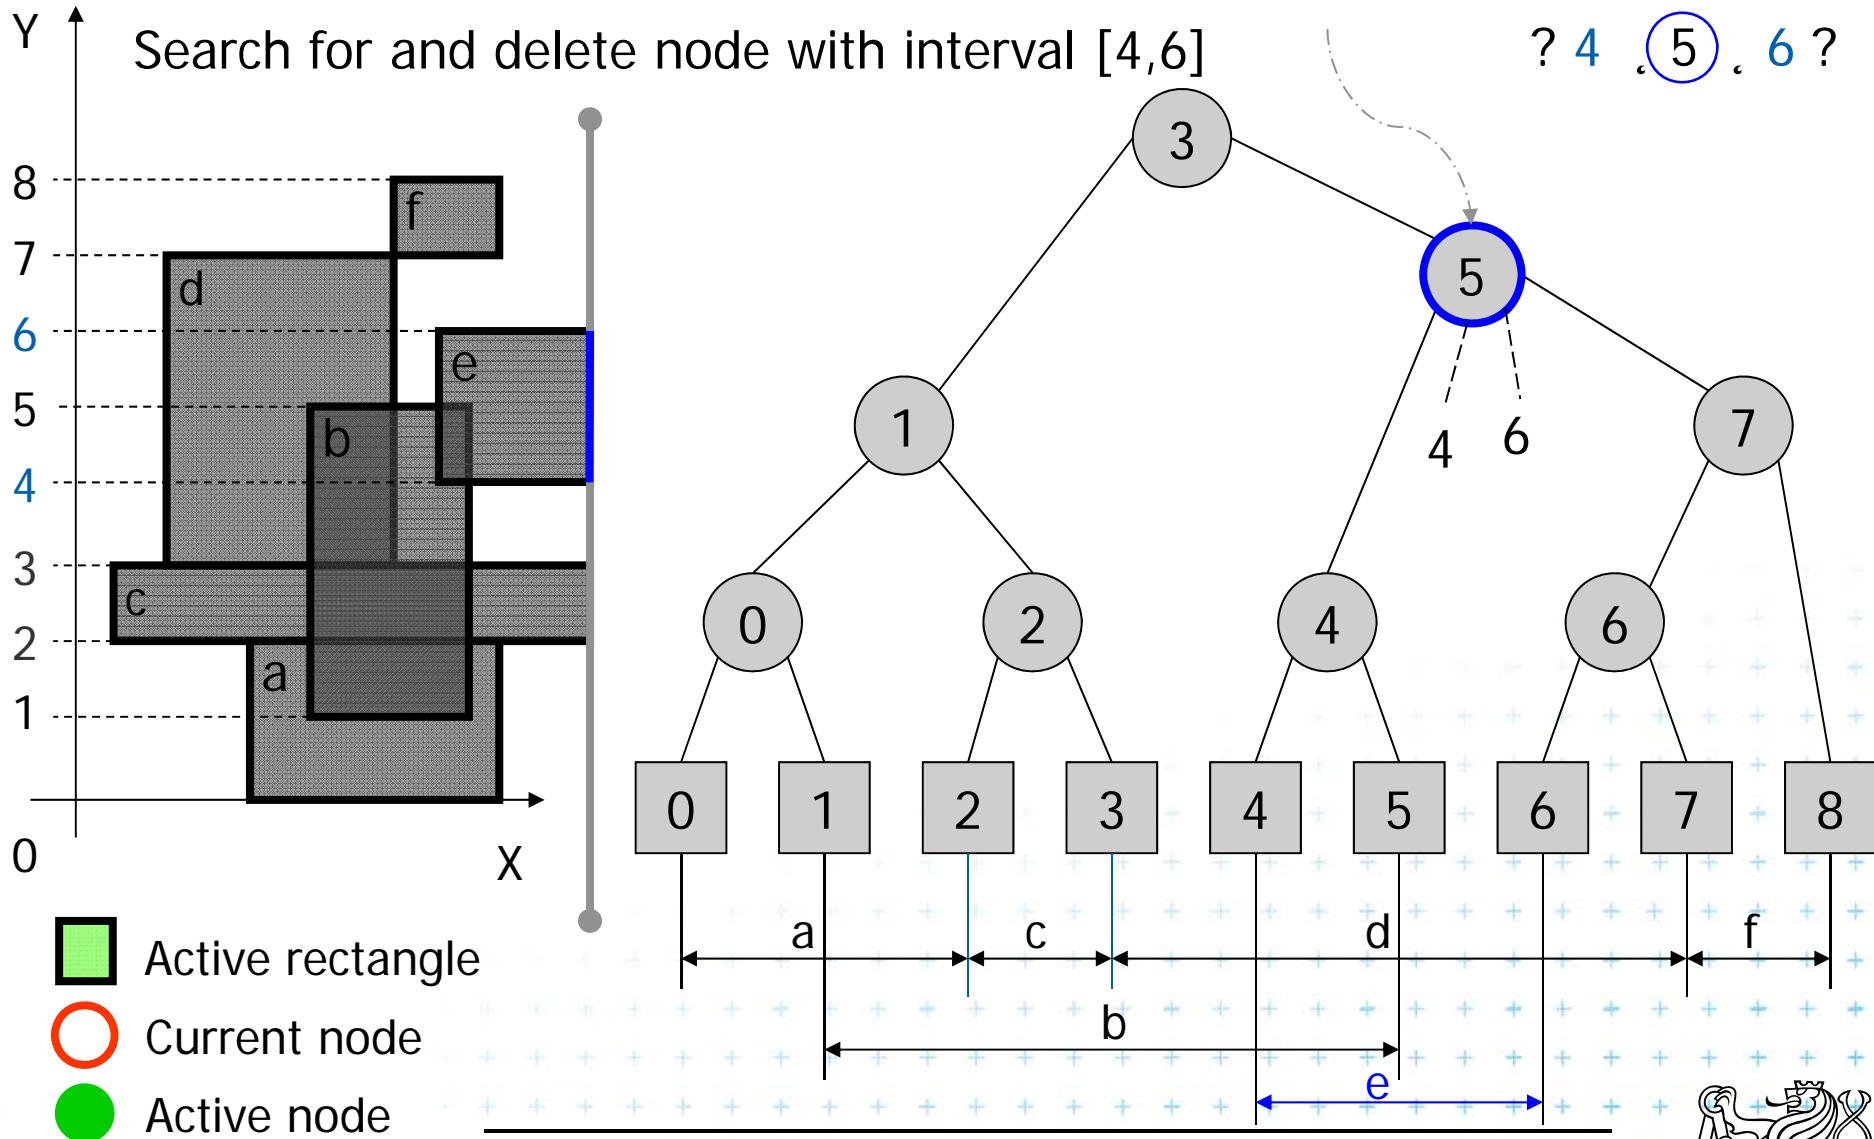 Y
Search for and delete node with interval [4,6]
? 4 . 5 . 6 ?
3
8
f
7
d
5
6
e
5
b
4
4 6
1
7
3
c
2
a
1
0
2
4
6
0
X
0 1 2 3 4 5 6 7 8
a
c
d
f
b
e
Active rectangle
Current node
Active node